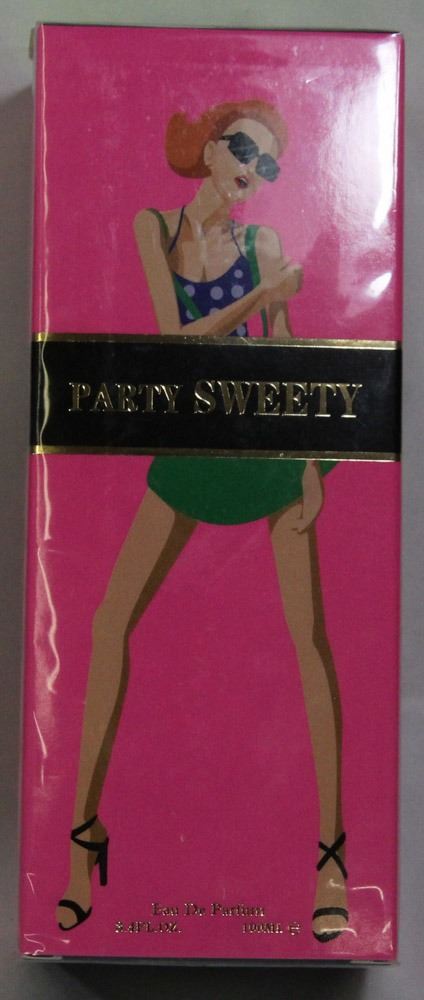 PARTY SWEETY
Eau De Parfum
3.4FL.OZ. 100ML ℮